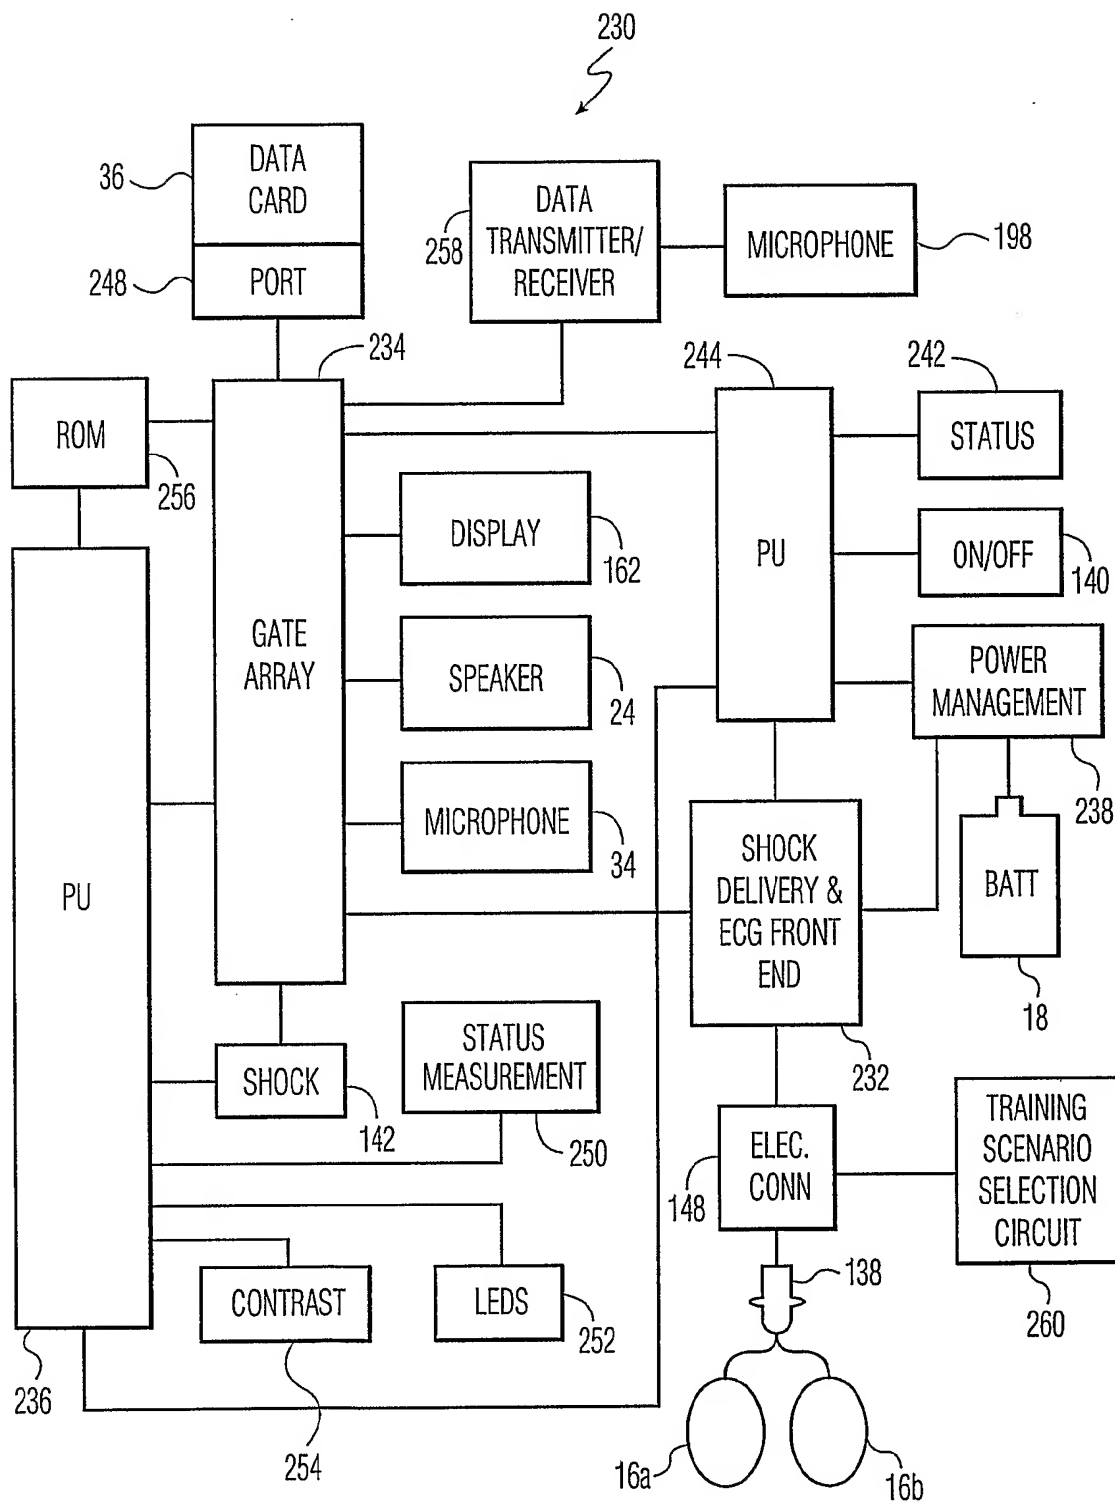 230
DATA
CARD
36
PORT
248
DATA
TRANSMITTER/
RECEIVER
258
MICROPHONE
198
234
244
242
ROM
256
GATE
ARRAY
PU
STATUS
DISPLAY
162
ON/OFF
140
SPEAKER
24
POWER
MANAGEMENT
238
MICROPHONE
34
PU
SHOCK
DELIVERY &
ECG FRONT
END
232
BATT
18
SHOCK
142
STATUS
MEASUREMENT
250
ELEC.
CONN
148
TRAINING
SCENARIO
SELECTION
CIRCUIT
260
138
CONTRAST
254
LEDS
252
236
16a
16b